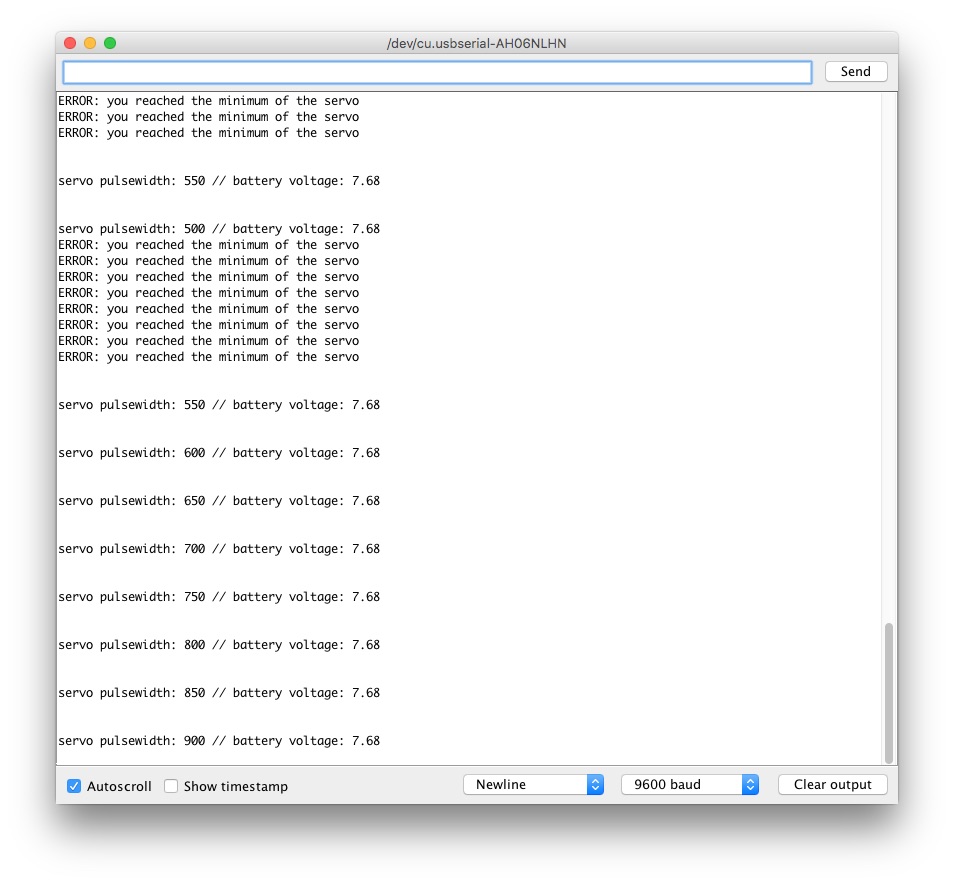 /dev/cu.usbserial-AH06NLHN
Send
ERROR: you reached the minimum of the servo
ERROR: you reached the minimum of the servo
ERROR: you reached the minimum of the servo
servo pulsewidth: 550 // battery voltage: 7.68
servo pulsewidth: 500 // battery voltage: 7.68
ERROR: you reached the minimum of the servo
ERROR: you reached the minimum of the servo
ERROR: you reached the minimum of the servo
ERROR: you reached the minimum of the servo
ERROR: you reached the minimum of the servo
ERROR: you reached the minimum of the servo
ERROR: you reached the minimum of the servo
ERROR: you reached the minimum of the servo
servo pulsewidth: 550 // battery voltage: 7.68
servo pulsewidth: 600 // battery voltage: 7.68
servo pulsewidth: 650 // battery voltage: 7.68
servo pulsewidth: 700 // battery voltage: 7.68
servo pulsewidth: 750 // battery voltage: 7.68
servo pulsewidth: 800 // battery voltage: 7.68
servo pulsewidth: 850 // battery voltage: 7.68
servo pulsewidth: 900 // battery voltage: 7.68
Autoscroll Show timestamp Newline 9600 baud Clear output